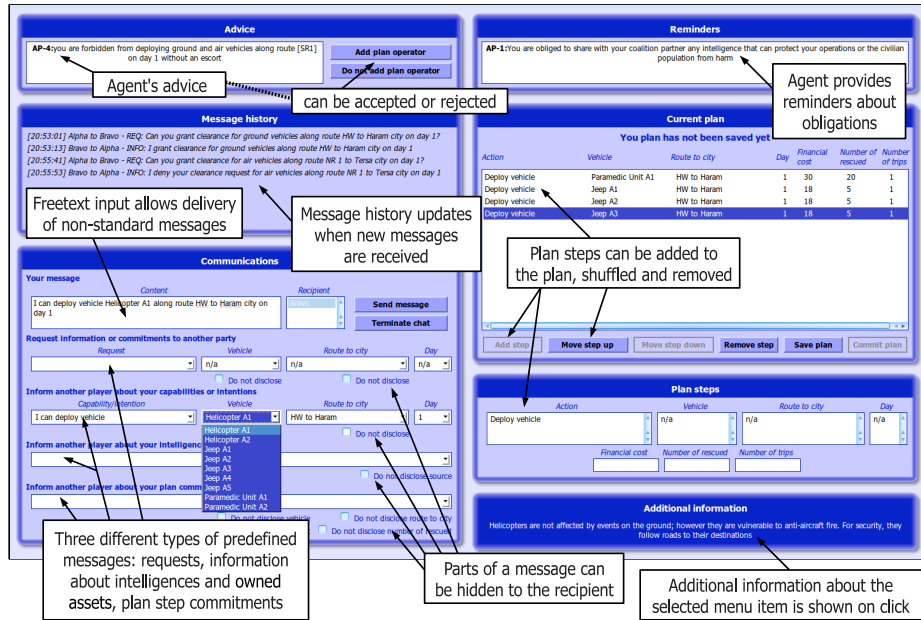 Advice
AP-4:you are forbidden from deploying ground and air vehicles along route [SR1]
on day 1 without an escort
Add plan operator
Do not add plan operator
Agent's advice
can be accepted or rejected
Reminders
AP-1:You are obliged to share with your coalition partner any intelligence that can protect your operations or the civilian
population from harm
Agent provides
reminders about
obligations
Message history
[20:53:01] Alpha to Bravo - REQ: Can you grant clearance for ground vehicles along route HW to Haram city on day 1?
[20:53:13] Bravo to Alpha - INFO: I grant clearance for ground vehicles along route HW to Haram city on day 1
[20:55:41] Alpha to Bravo - REQ: Can you grant clearance for air vehicles along route NR 1 to Tersa city on day 1?
[20:55:53] Bravo to Alpha - INFO: I deny your clearance request for air vehicles along route NR 1 to Tersa city on day 1
Freetext input allows delivery
of non-standard messages
Message history updates
when new messages
are received
Current plan
You plan has not been saved yet
Action Vehicle Route to city Day Financial cost Number of rescued Number of trips
Deploy vehicle Paramedic Unit A1 HW to Haram 1 30 20 1
Deploy vehicle Jeep A1 HW to Haram 1 18 5 1
Deploy vehicle Jeep A2 HW to Haram 1 18 5 1
Deploy vehicle Jeep A3 HW to Haram 1 18 5 1
Plan steps can be added to
the plan, shuffled and removed
Add step Move step up Move step down Remove step Save plan Commit plan
Communications
Your message
Content Recipient
I can deploy vehicle Helicopter A1 along route HW to Haram city on
day 1
Bravo
Send message
Terminate chat
Request information or commitments to another party
Request Vehicle Route to city Day
n/a n/a n/a
Do not disclose Do not disclose
Inform another player about your capabilities or intentions
Capability/Intention Vehicle Route to city Day
I can deploy vehicle Helicopter A1 HW to Haram 1
Do not disclose
Helicopter A1
Helicopter A2
Jeep A1
Jeep A2
Jeep A3
Jeep A4
Jeep A5
Paramedic Unit A1
Paramedic Unit A2
Inform another player about your intelligence
Do not disclose source
Inform another player about your plan com
Do not disclose vehicle Do not disclose route to city
Do not disclose number of rescued
Three different types of predefined
messages: requests, information
about intelligences and owned
assets, plan step commitments
Parts of a message can
be hidden to the recipient
Plan steps
Action Vehicle Route to city Day
Deploy vehicle n/a n/a n/a
Financial cost Number of rescued Number of trips
Additional information
Helicopters are not affected by events on the ground; however they are vulnerable to anti-aircraft fire. For security, they
follow roads to their destinations
Additional information about the
selected menu item is shown on click